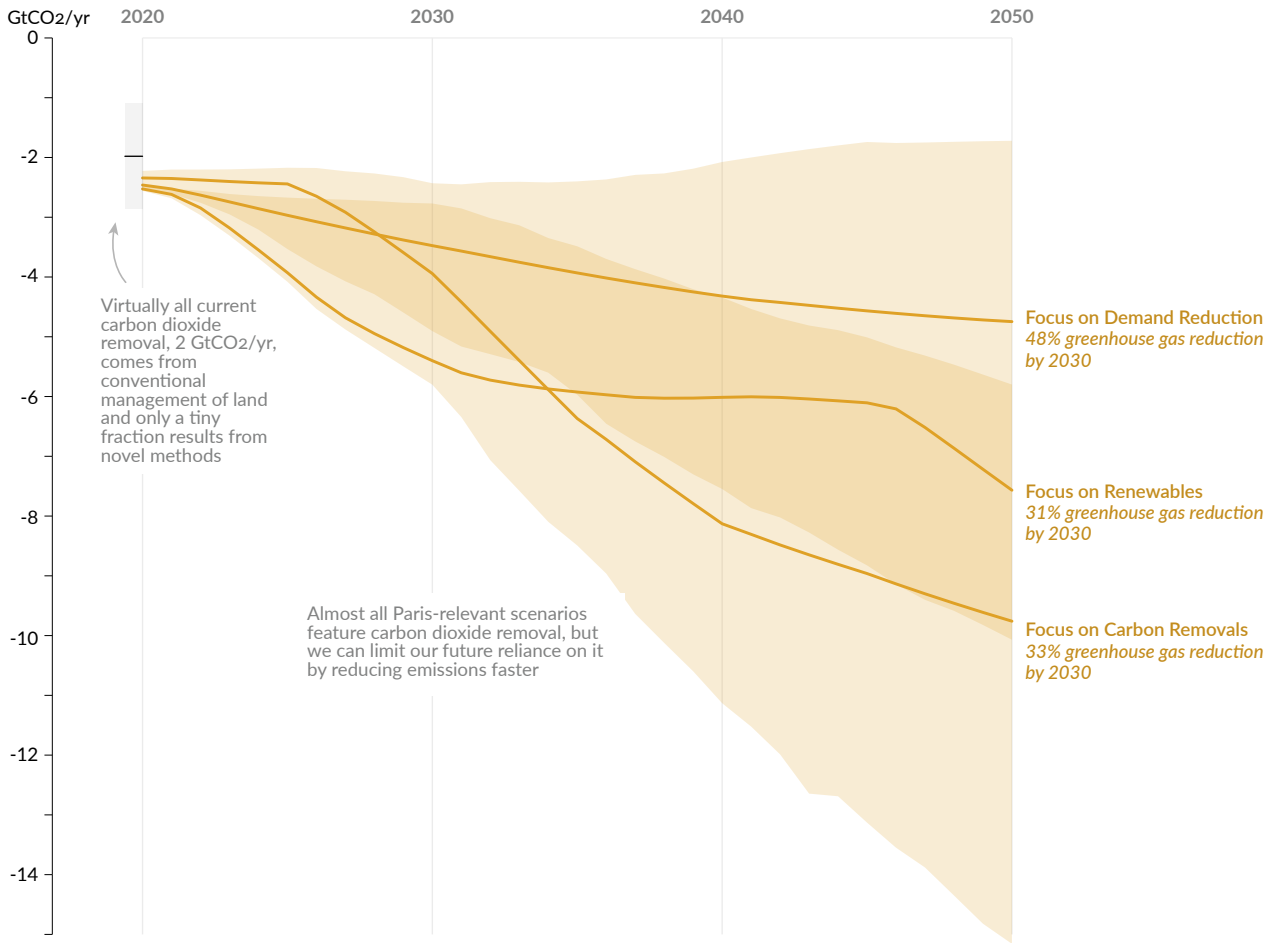 GtCO2/yr 2020 2030 2040 2050
0
-2
-4
-6
-8
-10
-12
-14
Virtually all current
carbon dioxide
removal, 2 GtCO2/yr,
comes from
conventional
management of land
and only a tiny
fraction results from
novel methods
Focus on Demand Reduction
48% greenhouse gas reduction
by 2030
Focus on Renewables
31% greenhouse gas reduction
by 2030
Almost all Paris-relevant scenarios
feature carbon dioxide removal, but
we can limit our future reliance on it
by reducing emissions faster
Focus on Carbon Removals
33% greenhouse gas reduction
by 2030